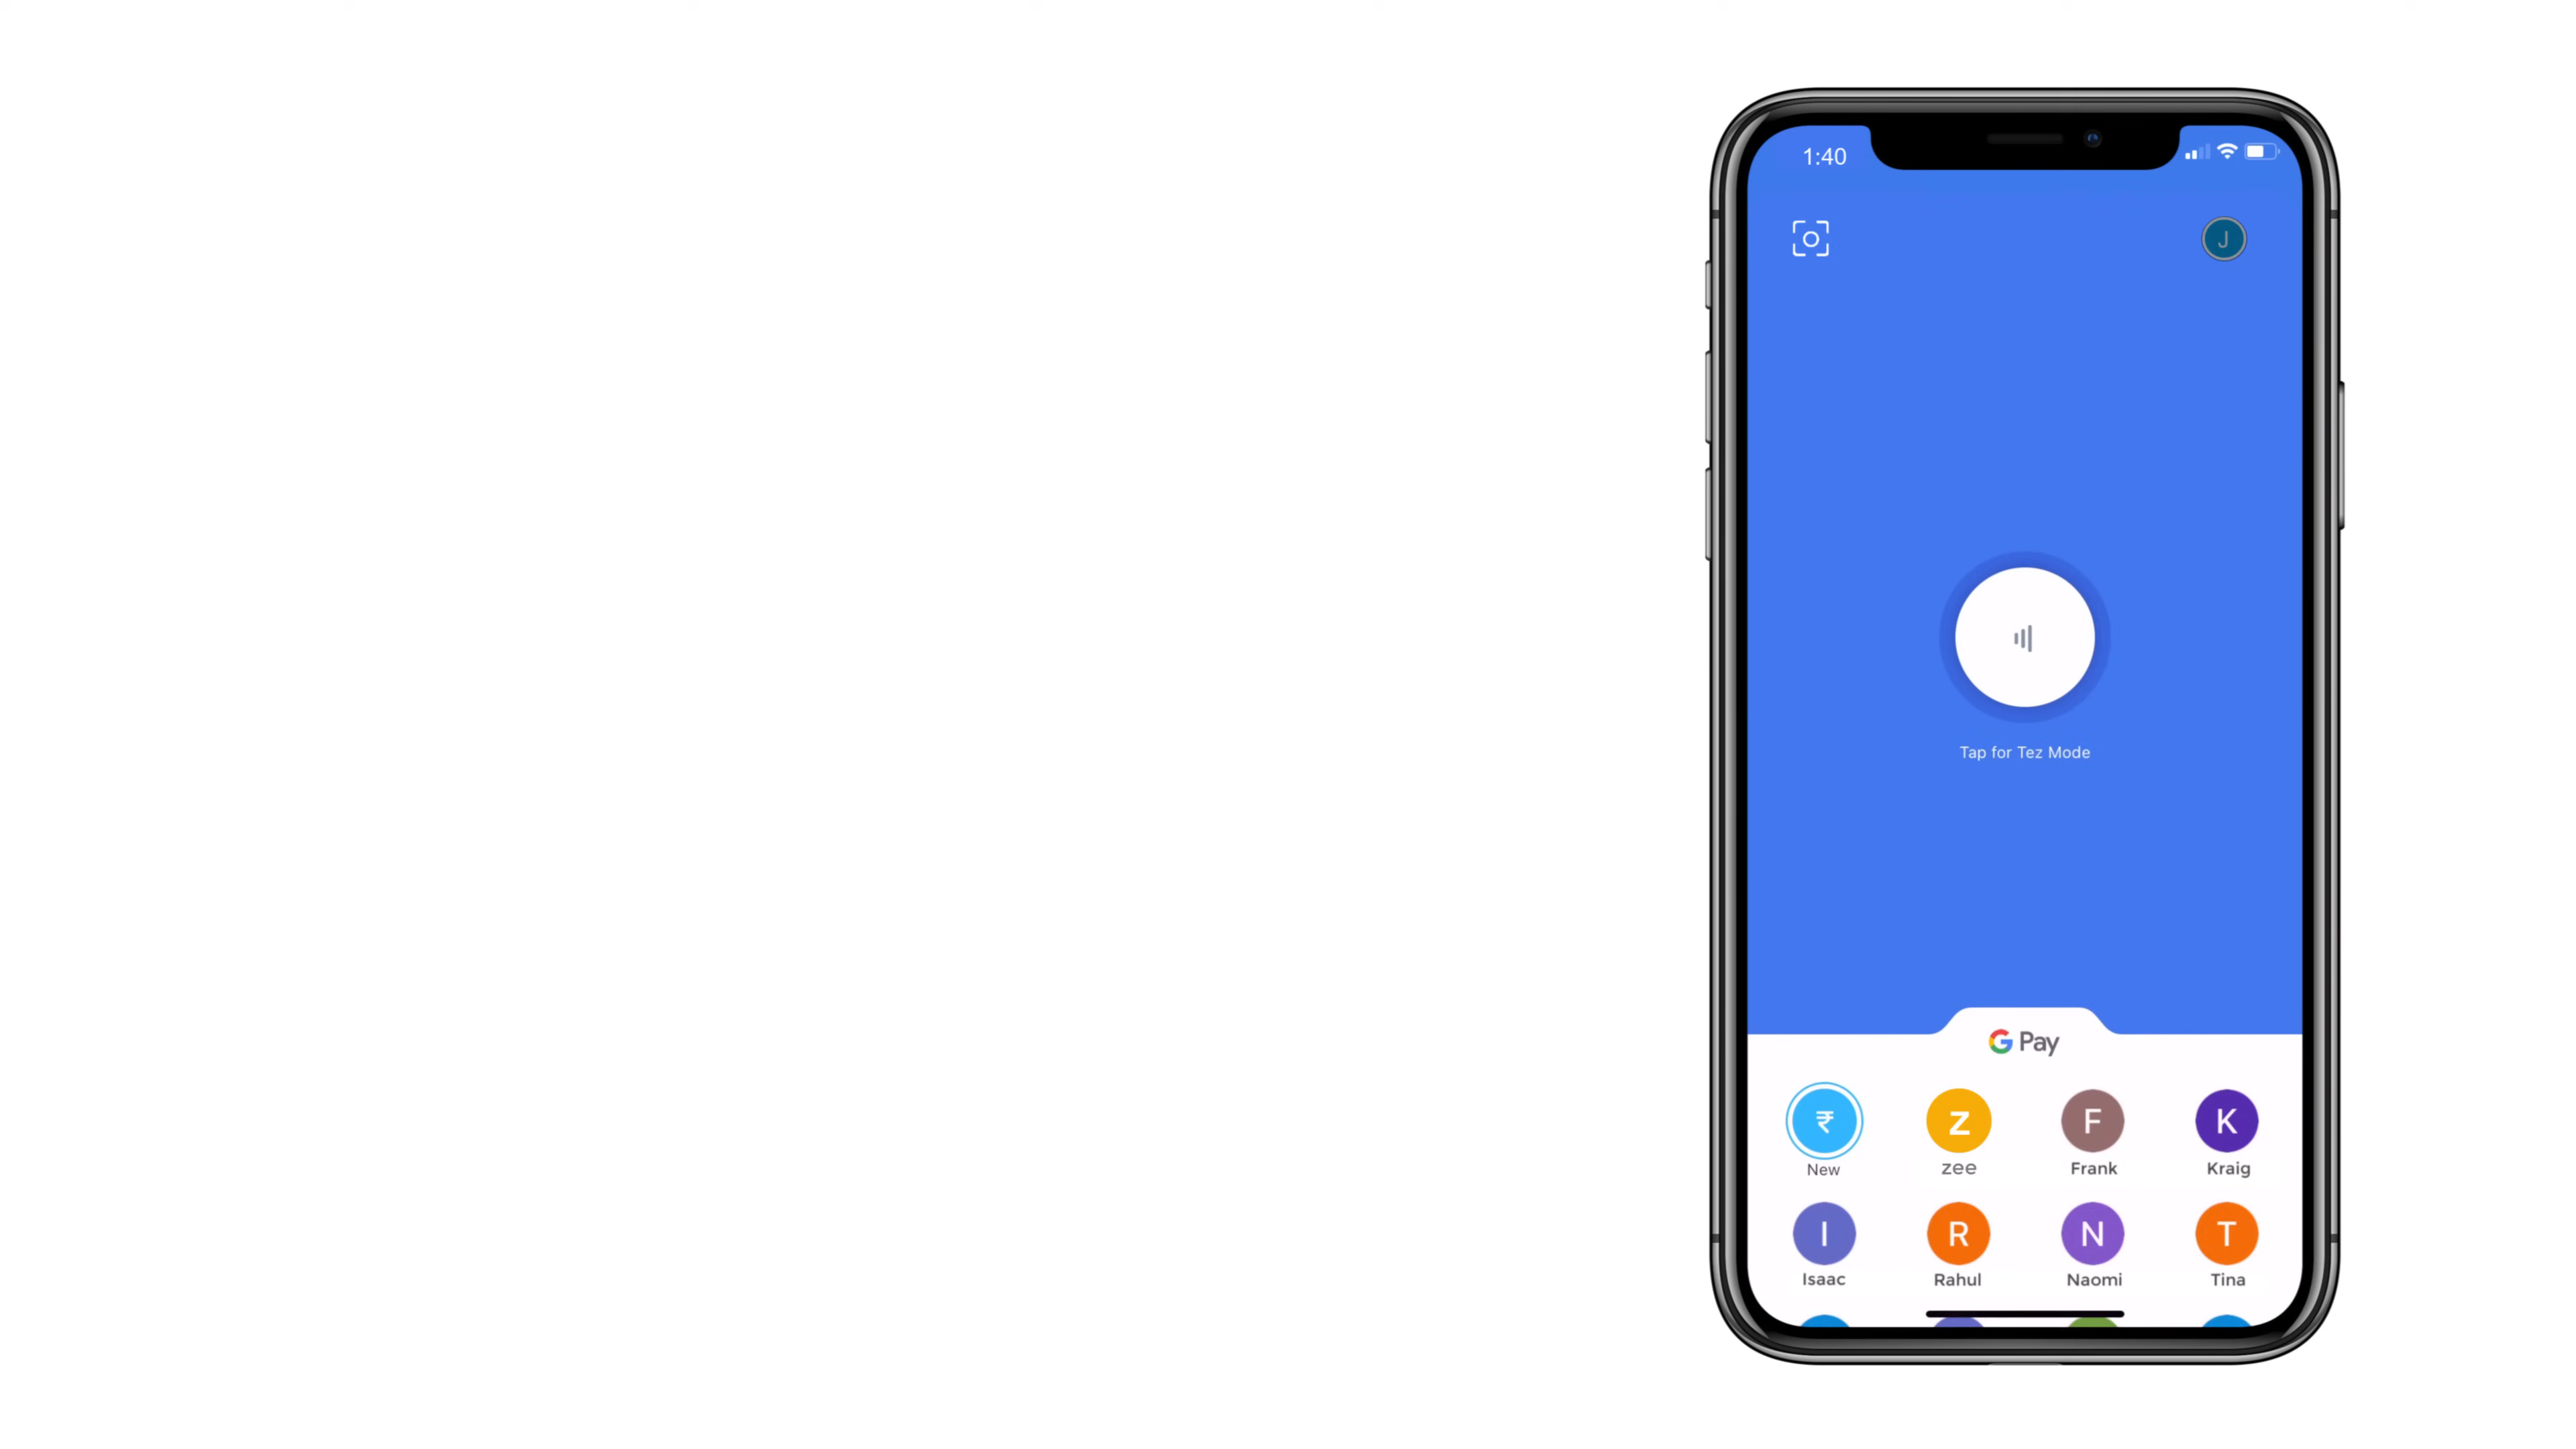 1:40
J
Tap for Tez Mode
G Pay
₹ z F K
New zee Frank Kraig
I R N T
Isaac Rahul Naomi Tina